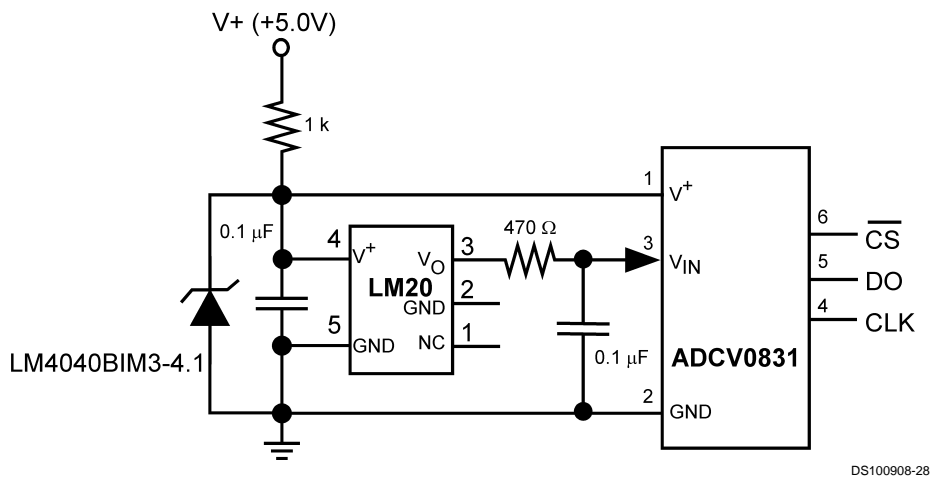 V+ (+5.0V)
1 k
0.1 µF
4
V+
VO
3
470 Ω
LM20
GND
2
5
GND
NC
1
LM4040BIM3-4.1
0.1 µF
1
V+
3
VIN
ADCV0831
2
GND
6
C̅S̅
5
DO
4
CLK
DS100908-28